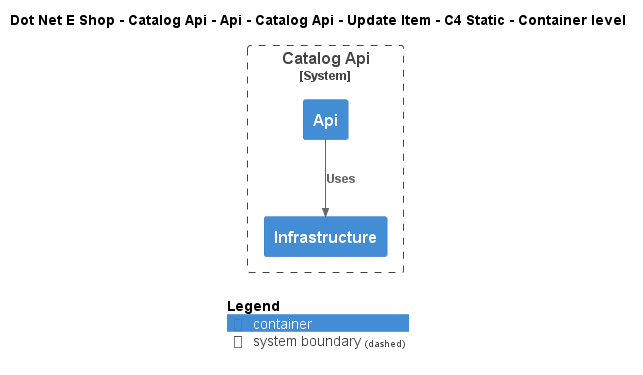 Dot Net E Shop - Catalog Api - Api - Catalog Api - Update Item - C4 Static - Container level
Catalog Api
[System]
Api
Uses
Infrastructure
Legend
container
system boundary (dashed)